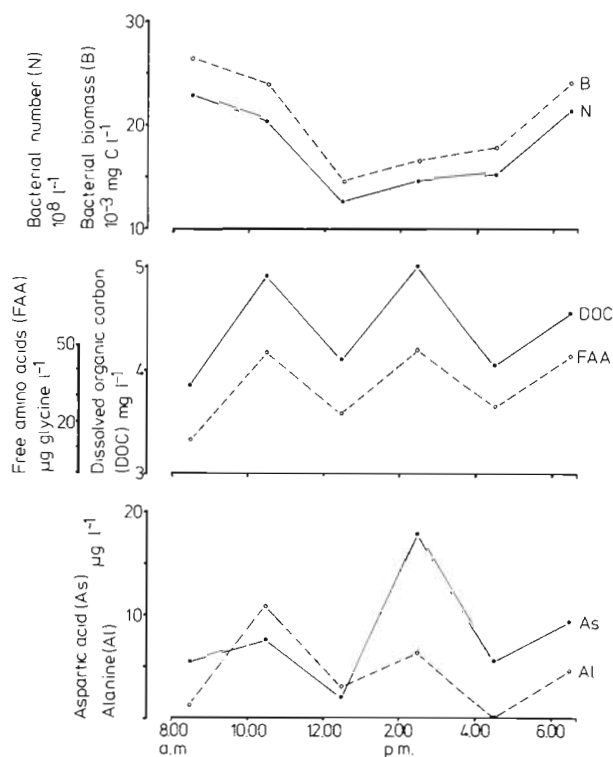 30
20
10
Bacterial number (N)
10⁸ l⁻¹
Bacterial biomass (B)
10⁻³ mg C l⁻¹
B
N
5
4
3
50
20
Free amino acids (FAA)
µg glycine l⁻¹
Dissolved organic carbon
(DOC) mg l⁻¹
DOC
FAA
20
10
Aspartic acid (As)
Alanine (Al)
µg l⁻¹
As
Al
8.00 10.00 12.00 2.00 4.00 6.00
a.m p.m.